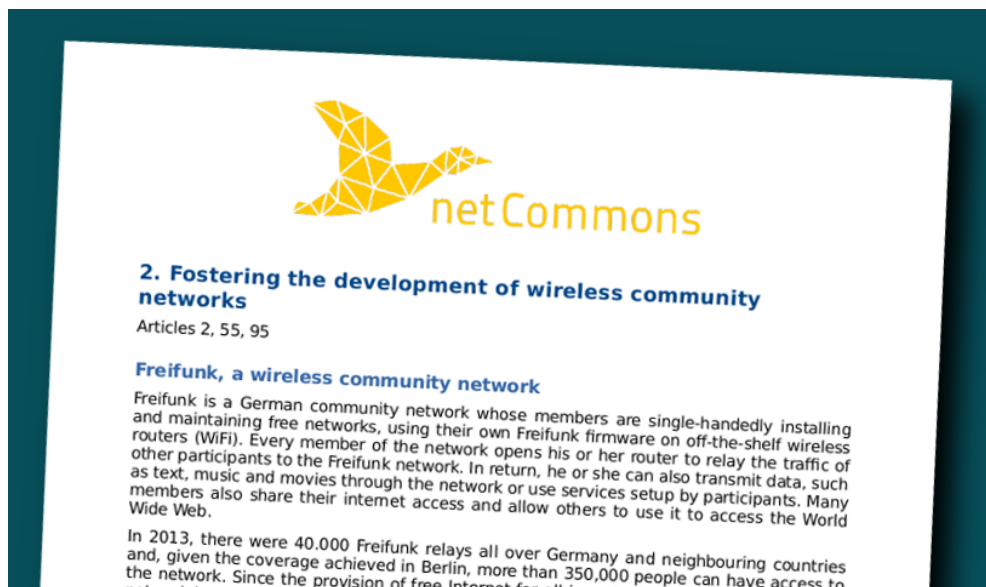 netCommons
2. Fostering the development of wireless community
networks
Articles 2, 55, 95
Freifunk, a wireless community network
Freifunk is a German community network whose members are single-handedly installing
and maintaining free networks, using their own Freifunk firmware on off-the-shelf wireless
routers (WiFi). Every member of the network opens his or her router to relay the traffic of
other participants to the Freifunk network. In return, he or she can also transmit data, such
as text, music and movies through the network or use services setup by participants. Many
members also share their internet access and allow others to use it to access the World
Wide Web.
In 2013, there were 40.000 Freifunk relays all over Germany and neighbouring countries
and, given the coverage achieved in Berlin, more than 350,000 people can have access to
the network. Since the provision of free Internet